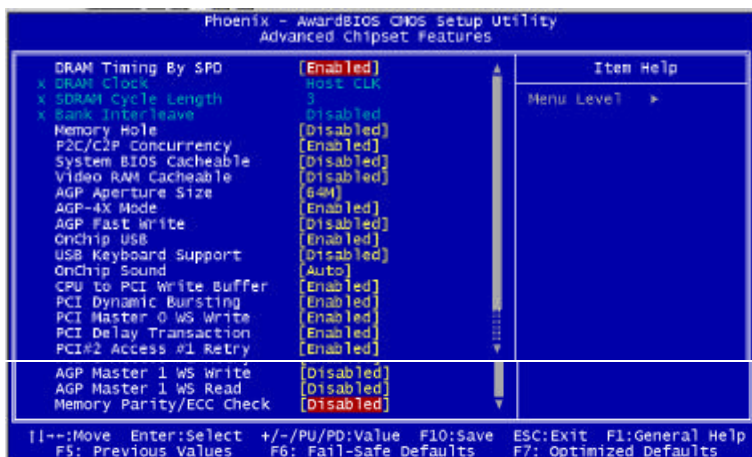 Phoenix - AwardBIOS CMOS Setup Utility
Advanced Chipset Features
DRAM Timing By SPD [Enabled]
x DRAM Clock Host CLK
x SDRAM Cycle Length 3
x Bank Interleave Disabled
Memory Hole [Disabled]
P2C/C2P Concurrency [Enabled]
System BIOS Cacheable [Disabled]
Video RAM Cacheable [Disabled]
AGP Aperture Size [64M]
AGP-4X Mode [Enabled]
AGP Fast Write [Disabled]
OnChip USB [Enabled]
USB Keyboard Support [Disabled]
OnChip Sound [Auto]
CPU to PCI Write Buffer [Enabled]
PCI Dynamic Bursting [Enabled]
PCI Master 0 WS Write [Enabled]
PCI Delay Transaction [Enabled]
PCI#2 Access #1 Retry [Enabled]
AGP Master 1 WS Write [Disabled]
AGP Master 1 WS Read [Disabled]
Memory Parity/ECC Check [Disabled]
Item Help
Menu Level ►
↑↓→←:Move Enter:Select +/-/PU/PD:Value F10:Save ESC:Exit F1:General Help
F5: Previous Values F6: Fail-Safe Defaults F7: Optimized Defaults